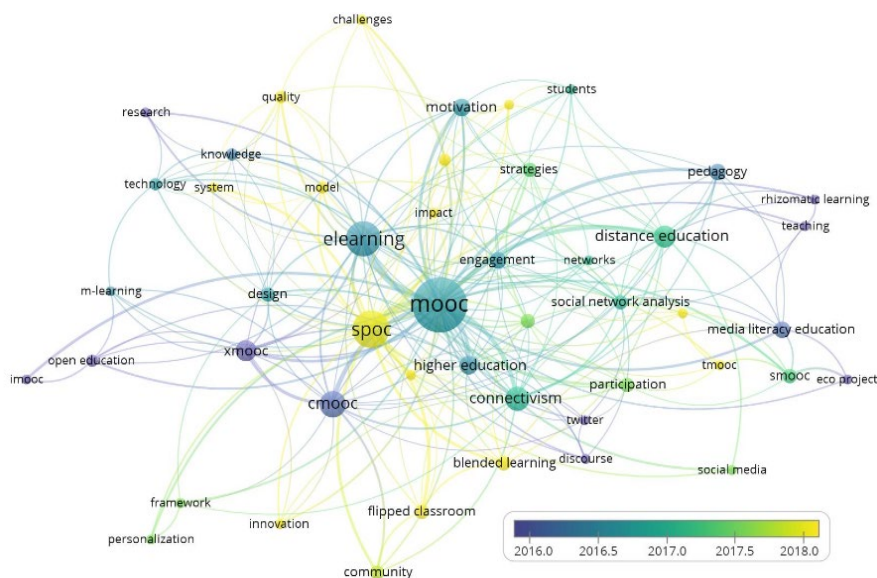 challenges
quality
research
motivation
students
knowledge
technology
system
model
strategies
pedagogy
impact
rhizomatic learning
teaching
elearning
distance education
engagement
networks
m-learning
design
mooc
social network analysis
spoc
media literacy education
xmooc
open education
imooc
higher education
tmooc
smooc
eco project
participation
cmooc
connectivism
twitter
discourse
blended learning
social media
framework
flipped classroom
innovation
personalization
community
2016.0 2016.5 2017.0 2017.5 2018.0